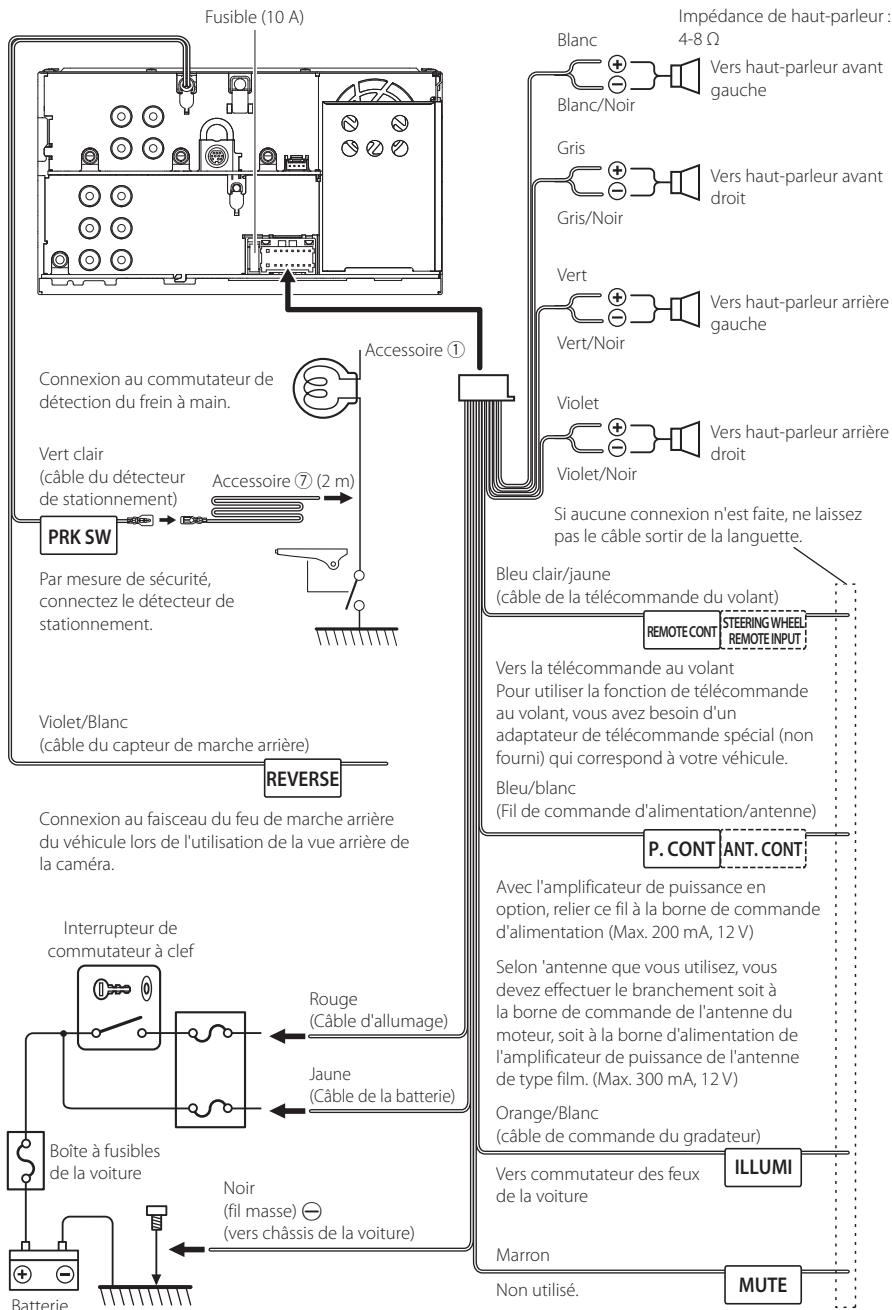 Fusible (10 A)
Impédance de haut-parleur :
4-8 Ω
Blanc
⊕
⊖
Vers haut-parleur avant
gauche
Blanc/Noir
Gris
⊕
⊖
Vers haut-parleur avant
droit
Gris/Noir
Vert
⊕
⊖
Vers haut-parleur arrière
gauche
Vert/Noir
Violet
⊕
⊖
Vers haut-parleur arrière
droit
Violet/Noir
Accessoire ①
Connexion au commutateur de
détection du frein à main.
Vert clair
(câble du détecteur
de stationnement)
Accessoire ⑦ (2 m)
PRK SW
Par mesure de sécurité,
connectez le détecteur de
stationnement.
Si aucune connexion n'est faite, ne laissez
pas le câble sortir de la languette.
Bleu clair/jaune
(câble de la télécommande du volant)
REMOTE CONT
STEERING WHEEL
REMOTE INPUT
Vers la télécommande au volant
Pour utiliser la fonction de télécommande
au volant, vous avez besoin d'un
adaptateur de télécommande spécial (non
fourni) qui correspond à votre véhicule.
Violet/Blanc
(câble du capteur de marche arrière)
REVERSE
Connexion au faisceau du feu de marche arrière
du véhicule lors de l'utilisation de la vue arrière de
la caméra.
Bleu/blanc
(Fil de commande d'alimentation/antenne)
P. CONT
ANT. CONT
Avec l'amplificateur de puissance en
option, relier ce fil à la borne de commande
d'alimentation (Max. 200 mA, 12 V)
Selon 'antenne que vous utilisez, vous
devez effectuer le branchement soit à
la borne de commande de l'antenne du
moteur, soit à la borne d'alimentation de
l'amplificateur de puissance de l'antenne
de type film. (Max. 300 mA, 12 V)
Interrupteur de
commutateur à clef
Rouge
(Câble d'allumage)
Jaune
(Câble de la batterie)
Boîte à fusibles
de la voiture
Noir
(fil masse) ⊖
(vers châssis de la voiture)
⊕
⊖
Batterie
Orange/Blanc
(câble de commande du gradateur)
ILLUMI
Vers commutateur des feux
de la voiture
Marron
MUTE
Non utilisé.